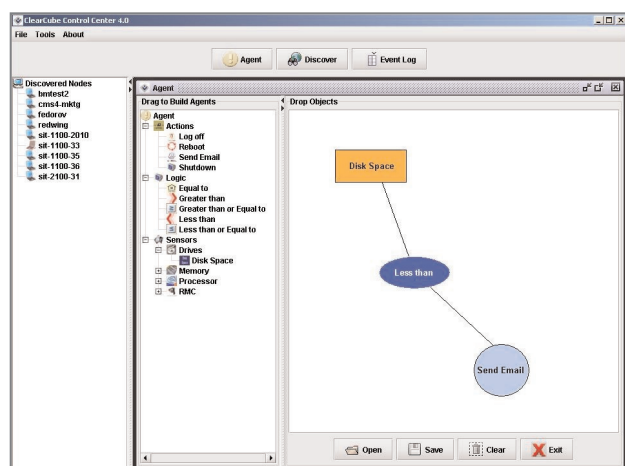 ClearCube Control Center 4.0
File Tools About
Agent
Discover
Event Log
Discovered Nodes
bmtest2
cms4-mktg
fedorov
redwing
sit-1100-2010
sit-1100-33
sit-1100-35
sit-1100-36
sit-2100-31
Agent
Drag to Build Agents
Agent
Actions
Log off
Reboot
Send Email
Shutdown
Logic
Equal to
Greater than
Greater than or Equal to
Less than
Less than or Equal to
Sensors
Drives
Disk Space
Memory
Processor
RMC
Drop Objects
Disk Space
Less than
Send Email
Open
Save
Clear
Exit